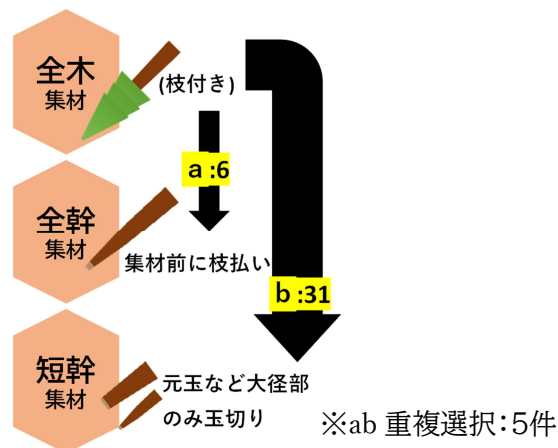 全木
集材
(枝付き)
a:6
全幹
集材
集材前に枝払い
b:31
短幹
集材
元玉など大径部
のみ玉切り
※ab 重複選択:5件